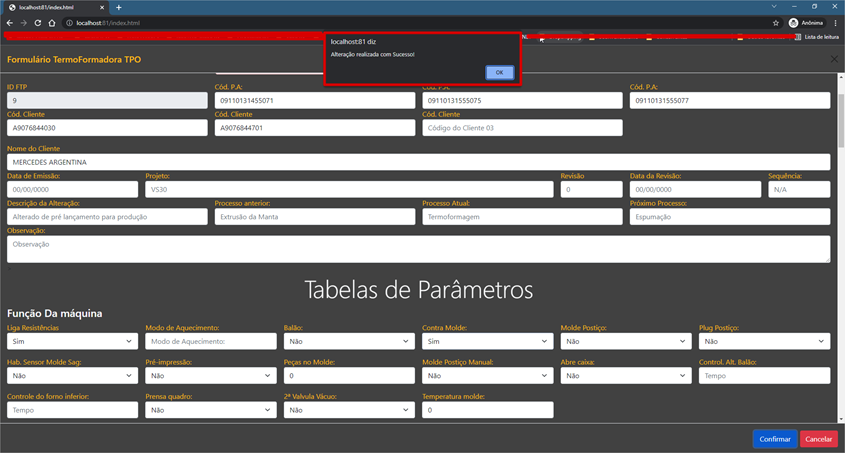 localhost:81/index.html
localhost:81/index.html
Anônima
Lista de leitura
localhost:81 diz
Alteração realizada com Sucesso!
OK
Formulário TermoFormadora TPO
ID FTP Cód. P.A: Cód. P.A:
9 09110131455071 09110131555075 09110131555077
Cód. Cliente Cód. Cliente Cód. Cliente
A9076844030 A9076844701 Código do Cliente 03
Nome do Cliente
MERCEDES ARGENTINA
Data de Emissão: Projeto: Revisão Data da Revisão: Sequência:
00/00/0000 VS30 0 00/00/0000 N/A
Descrição da Alteração: Processo anterior: Processo Atual: Próximo Processo:
Alterado de pré lançamento para produção Extrusão da Manta Termoformagem Espumação
Observação:
Observação
Tabelas de Parâmetros
Função Da máquina
Liga Resistências Modo de Aquecimento: Balão: Contra Molde: Molde Postiço: Plug Postiço:
Sim Modo de Aquecimento: Não Sim Não Não
Hab. Sensor Molde Sag: Pré-impressão: Peças no Molde: Molde Postiço Manual: Abre caixa: Control. Alt. Balão:
Não Não 0 Não Não Tempo
Controle do forno inferior: Prensa quadro: 2ª Valvula Vácuo: Temperatura molde:
Tempo Não Não 0
Confirmar Cancelar